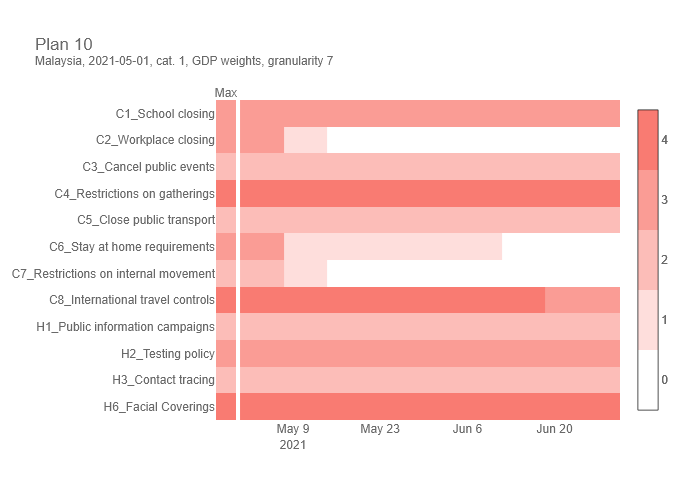 Plan 10
Malaysia, 2021-05-01, cat. 1, GDP weights, granularity 7
Max
C1_School closing
C2_Workplace closing
C3_Cancel public events
C4_Restrictions on gatherings
C5_Close public transport
C6_Stay at home requirements
C7_Restrictions on internal movement
C8_International travel controls
H1_Public information campaigns
H2_Testing policy
H3_Contact tracing
H6_Facial Coverings
May 9
2021
May 23
Jun 6
Jun 20
4
3
2
1
0